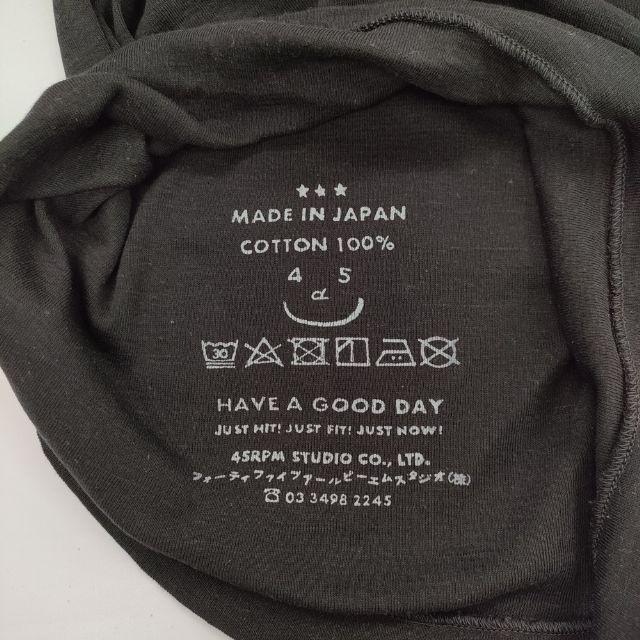 MADE IN JAPAN
COTTON 100%
4 5
d
30
HAVE A GOOD DAY
JUST HIT! JUST FIT! JUST NOW!
45RPM STUDIO CO., LTD.
フォーティファイブアールピーエムスタジオ(株)
☎ 03 3498 2245